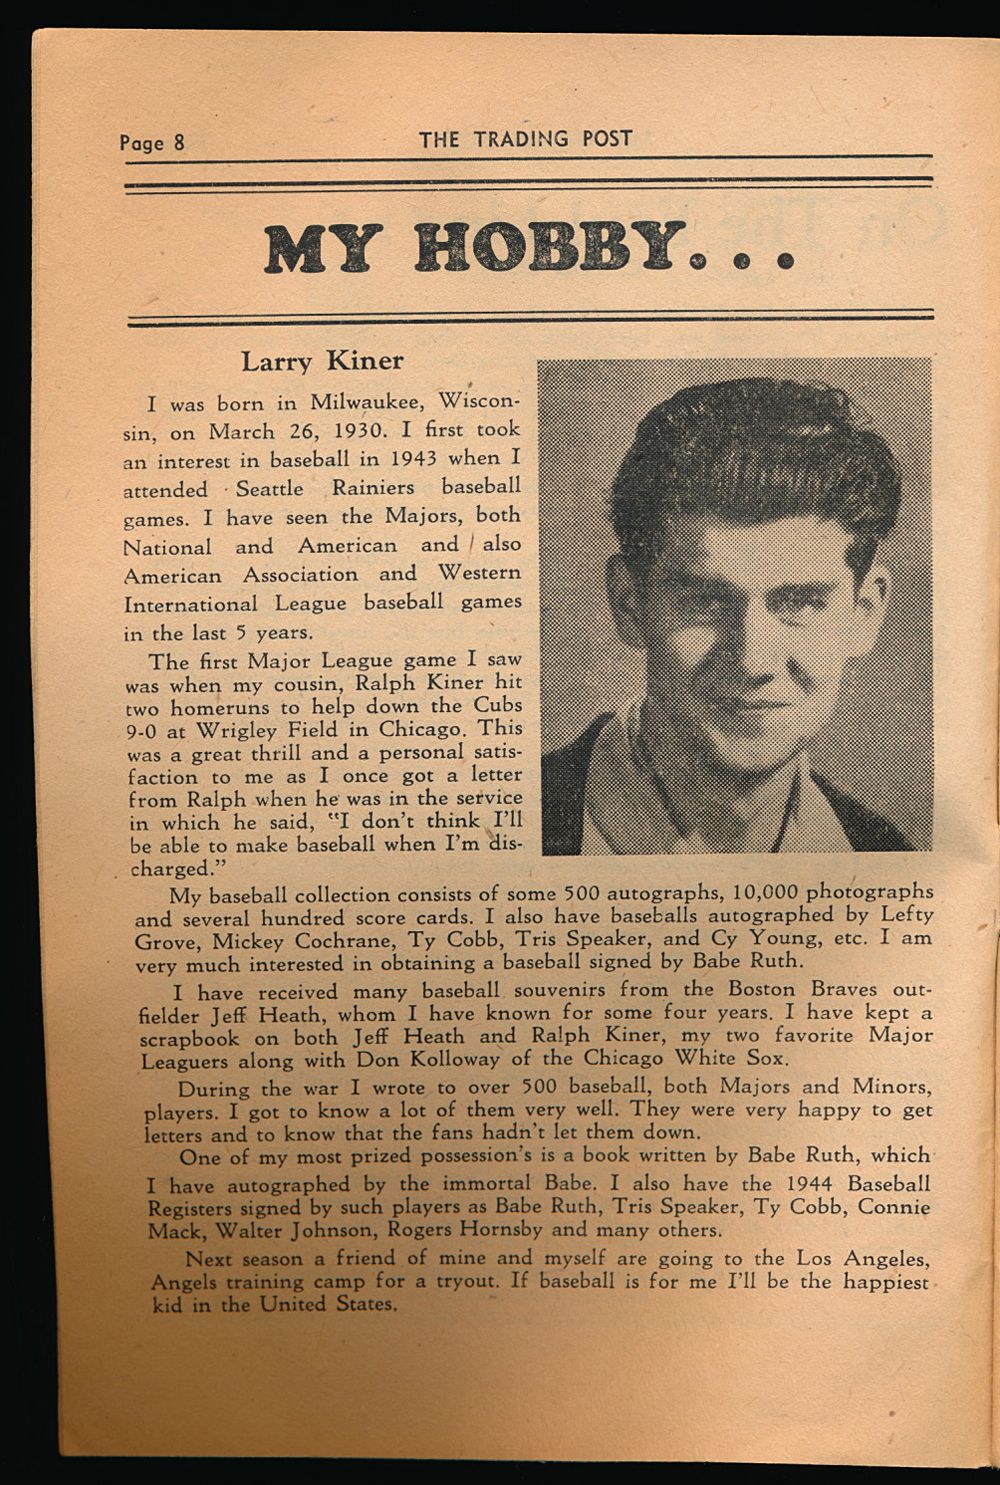 Page 8
THE TRADING POST
MY HOBBY. . .
Larry Kiner
I was born in Milwaukee, Wiscon-
sin, on March 26, 1930. I first took
an interest in baseball in 1943 when I
attended Seattle Rainiers baseball
games. I have seen the Majors, both
National and American and also
American Association and Western
International League baseball games
in the last 5 years.
The first Major League game I saw
was when my cousin, Ralph Kiner hit
two homeruns to help down the Cubs
9-0 at Wrigley Field in Chicago. This
was a great thrill and a personal satis-
faction to me as I once got a letter
from Ralph when he was in the service
in which he said, "I don't think I'll
be able to make baseball when I'm dis-
charged."
My baseball collection consists of some 500 autographs, 10,000 photographs
and several hundred score cards. I also have baseballs autographed by Lefty
Grove, Mickey Cochrane, Ty Cobb, Tris Speaker, and Cy Young, etc. I am
very much interested in obtaining a baseball signed by Babe Ruth.
I have received many baseball souvenirs from the Boston Braves out-
fielder Jeff Heath, whom I have known for some four years. I have kept a
scrapbook on both Jeff Heath and Ralph Kiner, my two favorite Major
Leaguers along with Don Kolloway of the Chicago White Sox.
During the war I wrote to over 500 baseball, both Majors and Minors,
players. I got to know a lot of them very well. They were very happy to get
letters and to know that the fans hadn't let them down.
One of my most prized possession's is a book written by Babe Ruth, which
I have autographed by the immortal Babe. I also have the 1944 Baseball
Registers signed by such players as Babe Ruth, Tris Speaker, Ty Cobb, Connie
Mack, Walter Johnson, Rogers Hornsby and many others.
Next season a friend of mine and myself are going to the Los Angeles,
Angels training camp for a tryout. If baseball is for me I'll be the happiest
kid in the United States.